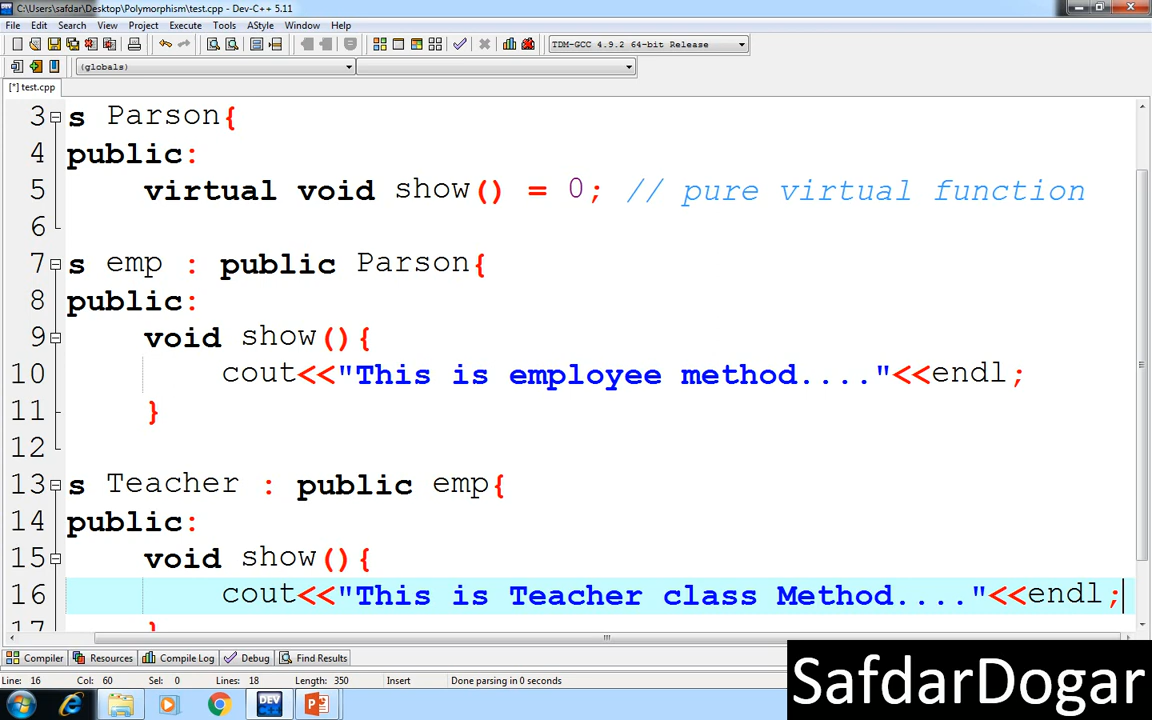 C:\Users\safdar\Desktop\Polymorphism\test.cpp - Dev-C++ 5.11
File Edit Search View Project Execute Tools AStyle Window Help
TDM-GCC 4.9.2 64-bit Release
(globals)
[*] test.cpp
3 s Parson{
4 public:
5 virtual void show() = 0; // pure virtual function
6
7 s emp : public Parson{
8 public:
9 void show(){
10 cout<<"This is employee method...."<<endl;
11 }
12
13 s Teacher : public emp{
14 public:
15 void show(){
16 cout<<"This is Teacher class Method...."<<endl;
17 }
Compiler Resources Compile Log Debug Find Results
Line: 16 Col: 60 Sel: 0 Lines: 18 Length: 350 Insert Done parsing in 0 seconds
DEV
SafdarDogar